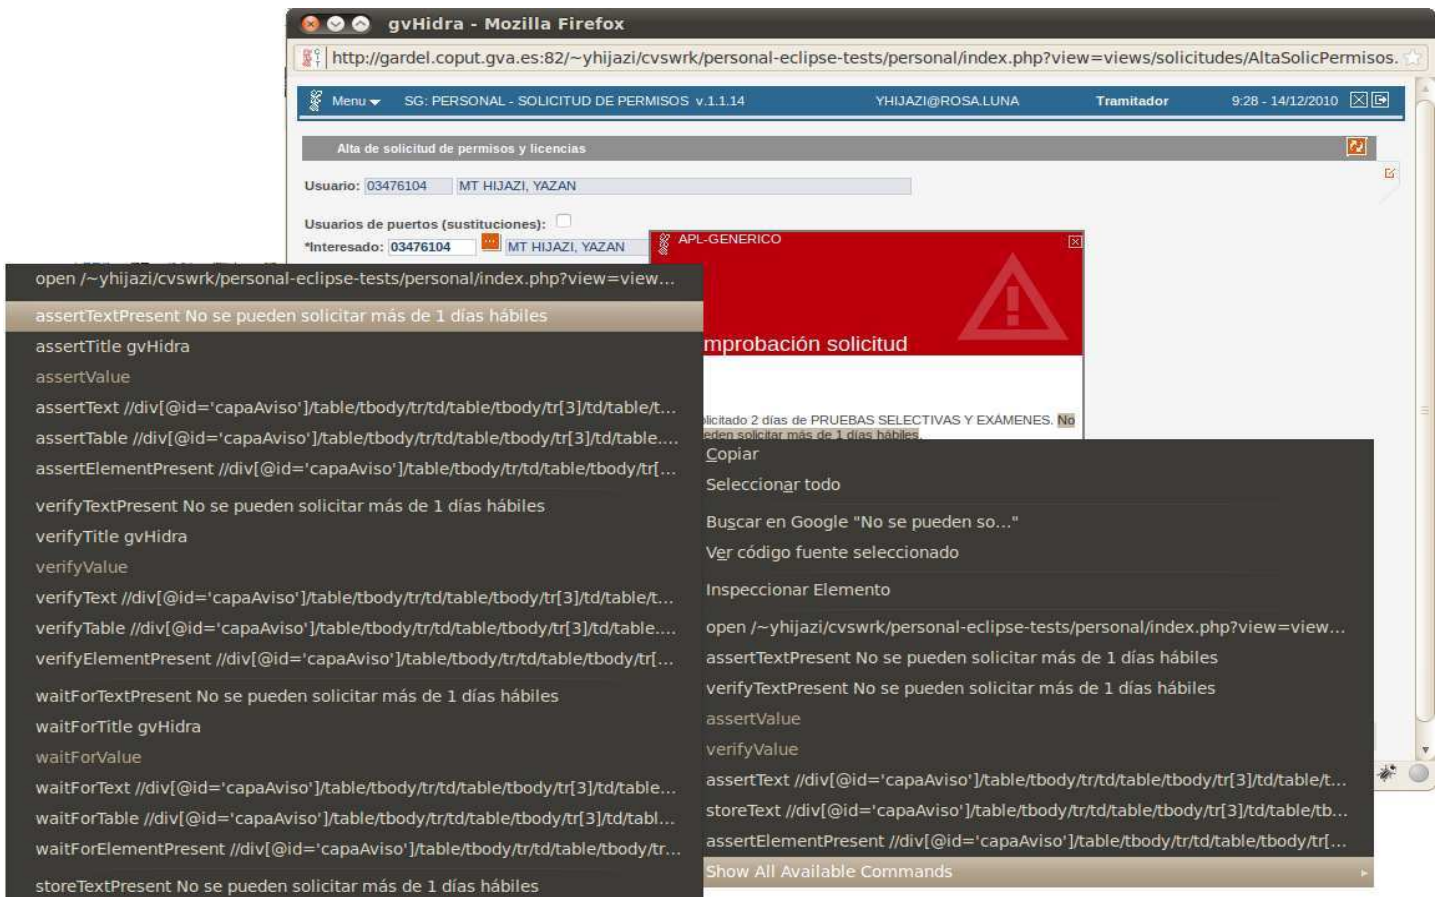 gvHidra - Mozilla Firefox
http://gardel.coput.gva.es:82/~yhijazi/cvswrk/personal-eclipse-tests/personal/index.php?view=views/solicitudes/AltaSolicPermisos.
Menu SG: PERSONAL - SOLICITUD DE PERMISOS v.1.1.14 YHIJAZI@ROSA.LUNA Tramitador 9:28 - 14/12/2010
Alta de solicitud de permisos y licencias
Usuario: 03476104 MT HIJAZI, YAZAN
Usuarios de puertos (sustituciones):
*Interesado: 03476104 ... MT HIJAZI, YAZAN
APL-GENERICO
mprobación solicitud
licitado 2 días de PRUEBAS SELECTIVAS Y EXÁMENES. No
eden solicitar más de 1 días hábiles.
open /~yhijazi/cvswrk/personal-eclipse-tests/personal/index.php?view=view...
assertTextPresent No se pueden solicitar más de 1 días hábiles
assertTitle gvHidra
assertValue
assertText //div[@id='capaAviso']/table/tbody/tr/td/table/tbody/tr[3]/td/table/t...
assertTable //div[@id='capaAviso']/table/tbody/tr/td/table/tbody/tr[3]/td/table....
assertElementPresent //div[@id='capaAviso']/table/tbody/tr/td/table/tbody/tr[...
verifyTextPresent No se pueden solicitar más de 1 días hábiles
verifyTitle gvHidra
verifyValue
verifyText //div[@id='capaAviso']/table/tbody/tr/td/table/tbody/tr[3]/td/table/t...
verifyTable //div[@id='capaAviso']/table/tbody/tr/td/table/tbody/tr[3]/td/table....
verifyElementPresent //div[@id='capaAviso']/table/tbody/tr/td/table/tbody/tr[...
waitForTextPresent No se pueden solicitar más de 1 días hábiles
waitForTitle gvHidra
waitForValue
waitForText //div[@id='capaAviso']/table/tbody/tr/td/table/tbody/tr[3]/td/table...
waitForTable //div[@id='capaAviso']/table/tbody/tr/td/table/tbody/tr[3]/td/tabl...
waitForElementPresent //div[@id='capaAviso']/table/tbody/tr/td/table/tbody/tr...
storeTextPresent No se pueden solicitar más de 1 días hábiles
Copiar
Seleccionar todo
Buscar en Google "No se pueden so..."
Ver código fuente seleccionado
Inspeccionar Elemento
open /~yhijazi/cvswrk/personal-eclipse-tests/personal/index.php?view=view...
assertTextPresent No se pueden solicitar más de 1 días hábiles
verifyTextPresent No se pueden solicitar más de 1 días hábiles
assertValue
verifyValue
assertText //div[@id='capaAviso']/table/tbody/tr/td/table/tbody/tr[3]/td/table/t...
storeText //div[@id='capaAviso']/table/tbody/tr/td/table/tbody/tr[3]/td/table/tb...
assertElementPresent //div[@id='capaAviso']/table/tbody/tr/td/table/tbody/tr[...
Show All Available Commands